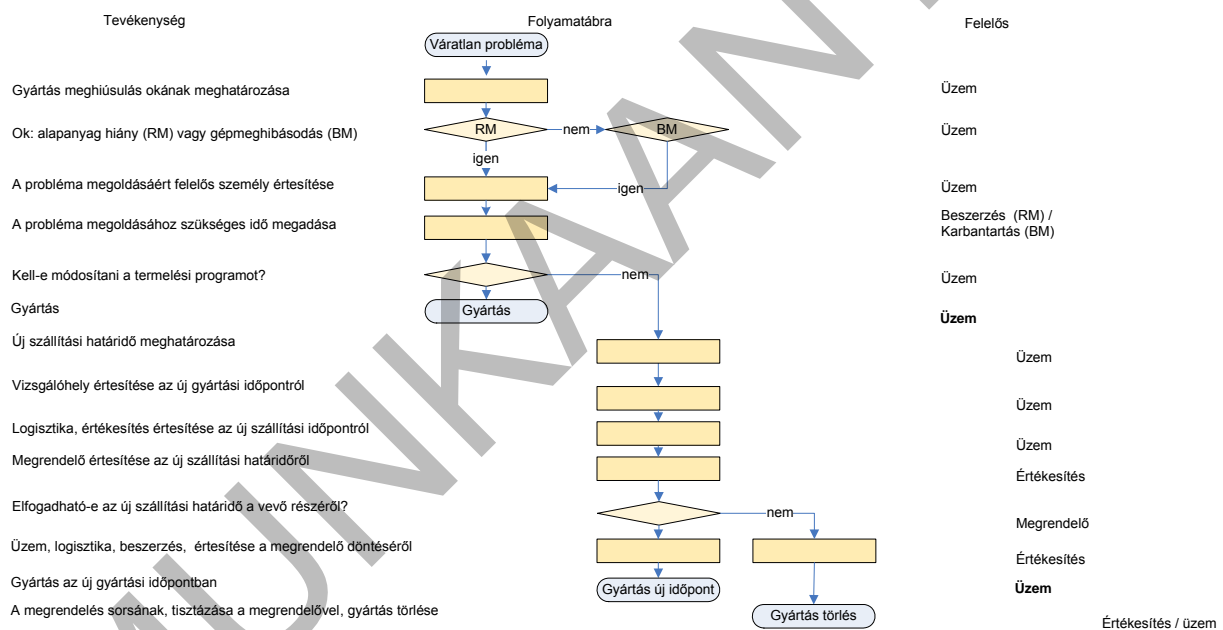 Tevékenység Folyamatábra Felelős
Váratlan probléma
Gyártás meghiúsulás okának meghatározása Üzem
Ok: alapanyag hiány (RM) vagy gépmeghibásodás (BM) RM nem BM Üzem
igen
A probléma megoldásáért felelős személy értesítése igen Üzem
A probléma megoldásához szükséges idő megadása Beszerzés (RM) /
Karbantartás (BM)
Kell-e módosítani a termelési programot? nem Üzem
Gyártás Gyártás Üzem
Új szállítási határidő meghatározása Üzem
Vizsgálóhely értesítése az új gyártási időpontról Üzem
Logisztika, értékesítés értesítése az új szállítási időpontról Üzem
Megrendelő értesítése az új szállítási határidőről Értékesítés
Elfogadható-e az új szállítási határidő a vevő részéről? nem Megrendelő
Üzem, logisztika, beszerzés, értesítése a megrendelő döntéséről Értékesítés
Gyártás az új gyártási időpontban Gyártás új időpont Üzem
A megrendelés sorsának, tisztázása a megrendelővel, gyártás törlése Gyártás törlés Értékesítés / üzem
MUNKAAN